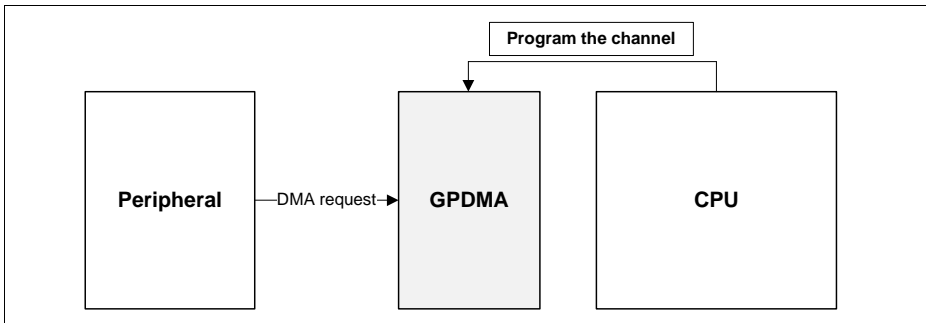 Program the channel
Peripheral
DMA request
GPDMA
CPU